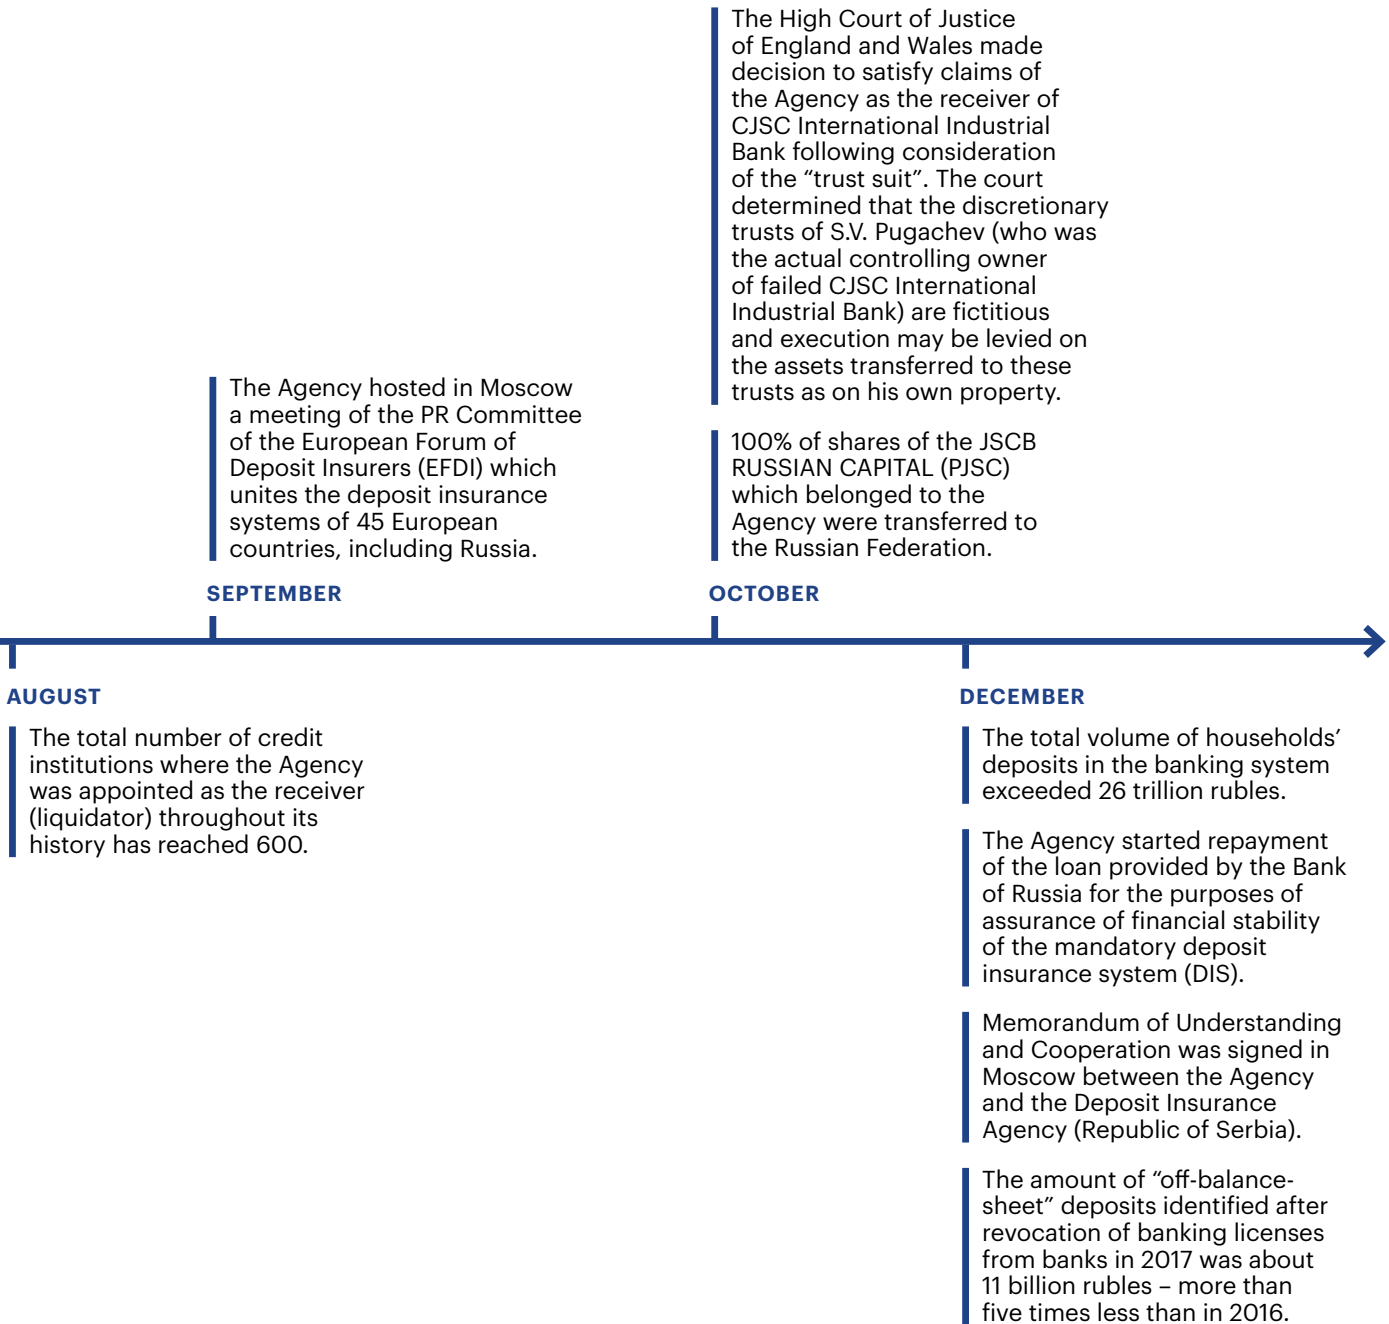 The High Court of Justice
of England and Wales made
decision to satisfy claims of
the Agency as the receiver of
CJSC International Industrial
Bank following consideration
of the “trust suit”. The court
determined that the discretionary
trusts of S.V. Pugachev (who was
the actual controlling owner
of failed CJSC International
Industrial Bank) are fictitious
and execution may be levied on
the assets transferred to these
trusts as on his own property.
The Agency hosted in Moscow
a meeting of the PR Committee
of the European Forum of
Deposit Insurers (EFDI) which
unites the deposit insurance
systems of 45 European
countries, including Russia.
100% of shares of the JSCB
RUSSIAN CAPITAL (PJSC)
which belonged to the
Agency were transferred to
the Russian Federation.
SEPTEMBER
OCTOBER
AUGUST
The total number of credit
institutions where the Agency
was appointed as the receiver
(liquidator) throughout its
history has reached 600.
DECEMBER
The total volume of households’
deposits in the banking system
exceeded 26 trillion rubles.
The Agency started repayment
of the loan provided by the Bank
of Russia for the purposes of
assurance of financial stability
of the mandatory deposit
insurance system (DIS).
Memorandum of Understanding
and Cooperation was signed in
Moscow between the Agency
and the Deposit Insurance
Agency (Republic of Serbia).
The amount of “off-balance-
sheet” deposits identified after
revocation of banking licenses
from banks in 2017 was about
11 billion rubles – more than
five times less than in 2016.